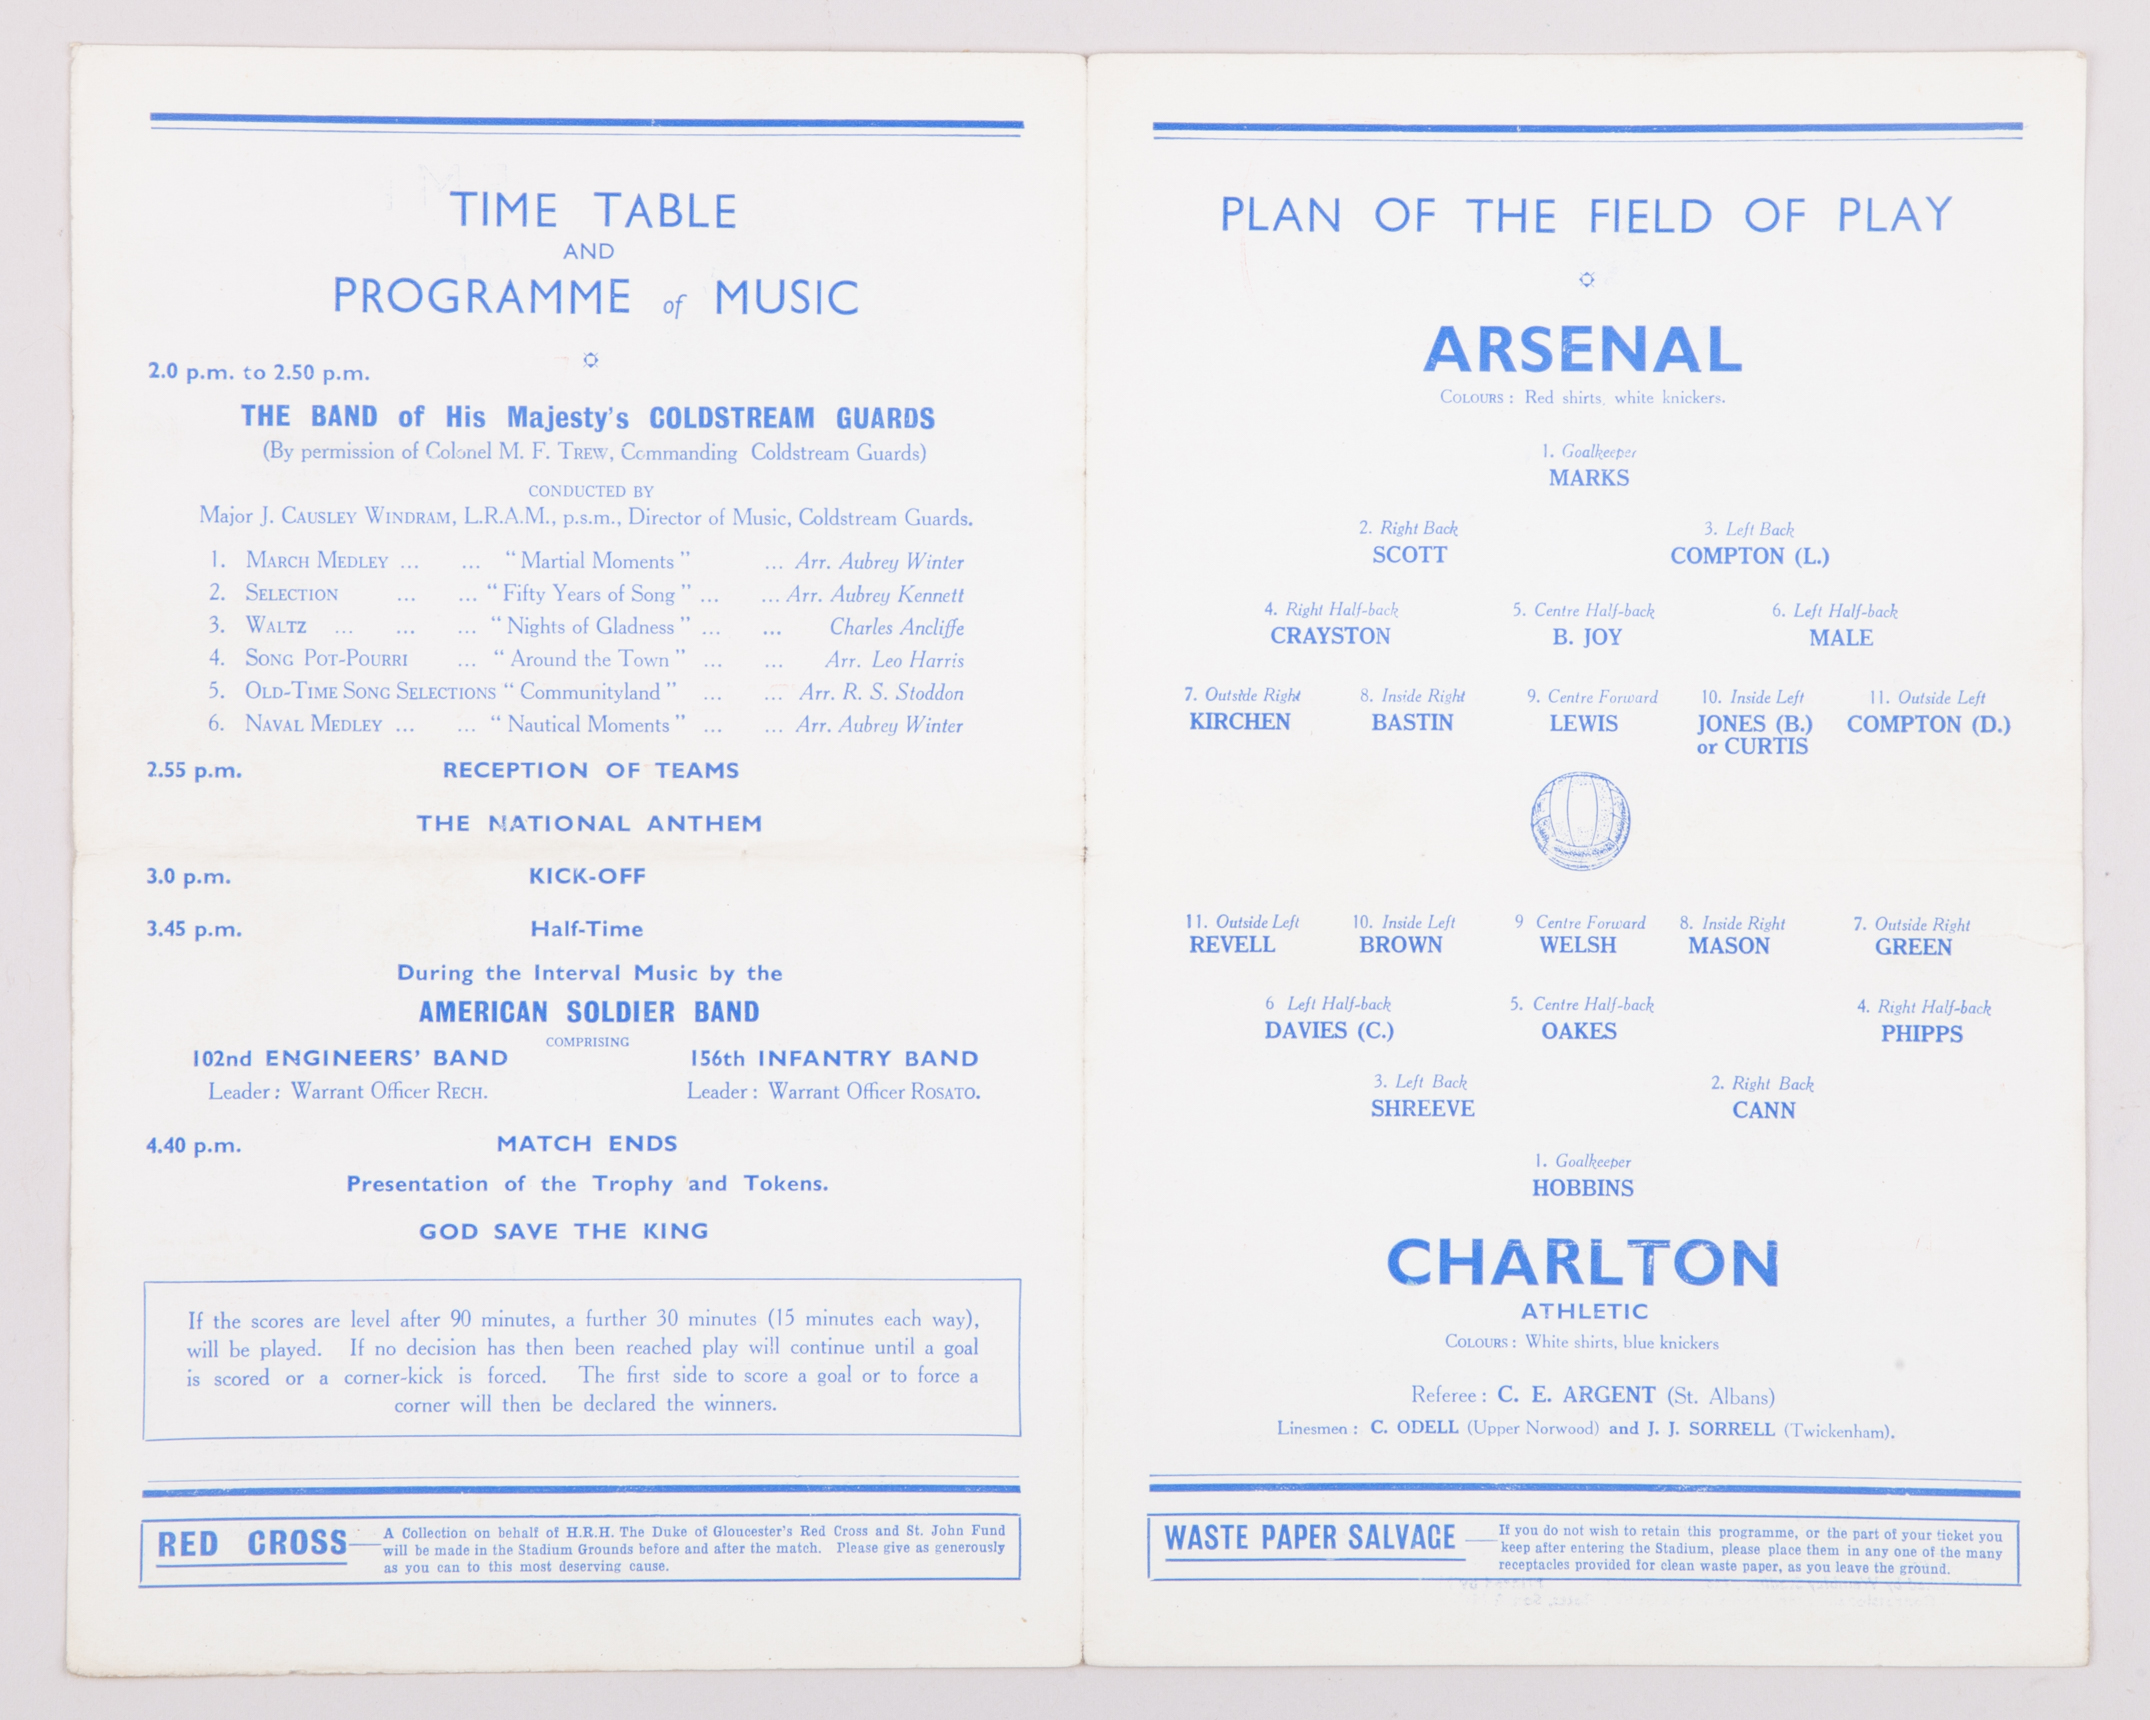 TIME TABLE
AND
PROGRAMME of MUSIC
2.0 p.m. to 2.50 p.m.
THE BAND of His Majesty's COLDSTREAM GUARDS
(By permission of Colonel M. F. TREW, Commanding Coldstream Guards)
CONDUCTED BY
Major J. CAUSLEY WINDRAM, L.R.A.M., p.s.m., Director of Music, Coldstream Guards.
1. MARCH MEDLEY ... ... "Martial Moments" ... Arr. Aubrey Winter
2. SELECTION ... ... "Fifty Years of Song" ... ... Arr. Aubrey Kennett
3. WALTZ ... ... ... "Nights of Gladness" ... ... Charles Ancliffe
4. SONG POT-POURRI ... "Around the Town" ... ... Arr. Leo Harris
5. OLD-TIME SONG SELECTIONS "Communityland" ... ... Arr. R. S. Stoddon
6. NAVAL MEDLEY ... ... "Nautical Moments" ... ... Arr. Aubrey Winter
2.55 p.m. RECEPTION OF TEAMS
THE NATIONAL ANTHEM
3.0 p.m. KICK-OFF
3.45 p.m. Half-Time
During the Interval Music by the
AMERICAN SOLDIER BAND
COMPRISING
102nd ENGINEERS' BAND 156th INFANTRY BAND
Leader: Warrant Officer RECH. Leader: Warrant Officer ROSATO.
4.40 p.m. MATCH ENDS
Presentation of the Trophy and Tokens.
GOD SAVE THE KING
If the scores are level after 90 minutes, a further 30 minutes (15 minutes each way),
will be played. If no decision has then been reached play will continue until a goal
is scored or a corner-kick is forced. The first side to score a goal or to force a
corner will then be declared the winners.
RED CROSS — A Collection on behalf of H.R.H. The Duke of Gloucester's Red Cross and St. John Fund
will be made in the Stadium Grounds before and after the match. Please give as generously
as you can to this most deserving cause.
PLAN OF THE FIELD OF PLAY
ARSENAL
COLOURS: Red shirts, white knickers.
1. Goalkeeper
MARKS
2. Right Back 3. Left Back
SCOTT COMPTON (L.)
4. Right Half-back 5. Centre Half-back 6. Left Half-back
CRAYSTON B. JOY MALE
7. Outside Right 8. Inside Right 9. Centre Forward 10. Inside Left 11. Outside Left
KIRCHEN BASTIN LEWIS JONES (B.) COMPTON (D.)
or CURTIS
11. Outside Left 10. Inside Left 9 Centre Forward 8. Inside Right 7. Outside Right
REVELL BROWN WELSH MASON GREEN
6 Left Half-back 5. Centre Half-back 4. Right Half-back
DAVIES (C.) OAKES PHIPPS
3. Left Back 2. Right Back
SHREEVE CANN
1. Goalkeeper
HOBBINS
CHARLTON
ATHLETIC
COLOURS: White shirts, blue knickers
Referee: C. E. ARGENT (St. Albans)
Linesmen: C. ODELL (Upper Norwood) and J. J. SORRELL (Twickenham).
WASTE PAPER SALVAGE — If you do not wish to retain this programme, or the part of your ticket you
keep after entering the Stadium, please place them in any one of the many
receptacles provided for clean waste paper, as you leave the ground.